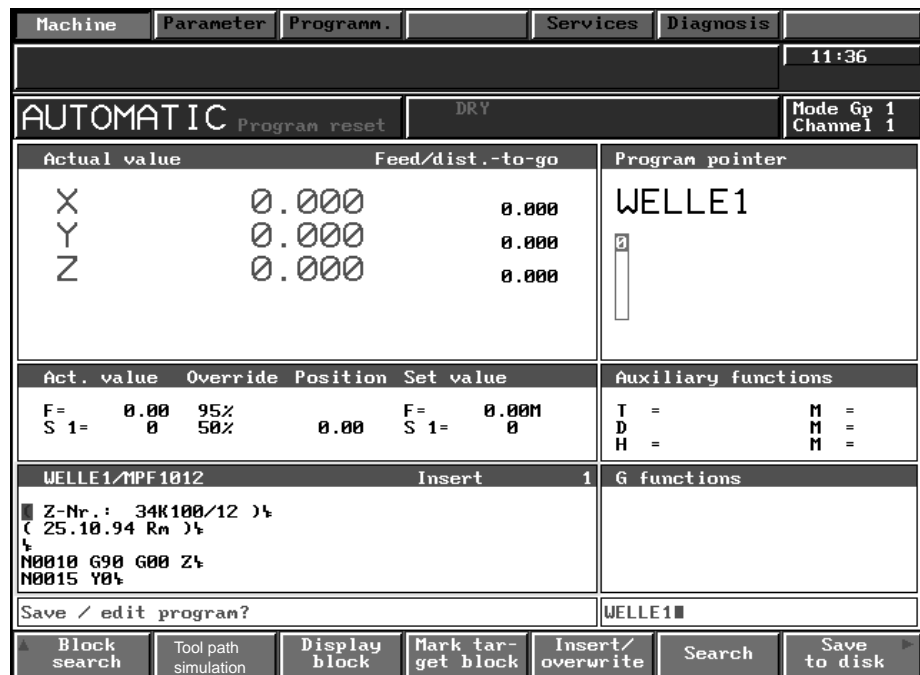 Machine Parameter Programm. Services Diagnosis
11:36
AUTOMATIC Program reset DRY Mode Gp 1
Channel 1
Actual value Feed/dist.-to-go
X 0.000 0.000
Y 0.000 0.000
Z 0.000 0.000
Program pointer
WELLE1
0
Act. value Override Position Set value
F= 0.00 95% F= 0.00M
S 1= 0 50% 0.00 S 1= 0
Auxiliary functions
T = M =
D M =
H = M =
WELLE1/MPF1012 Insert 1
( Z-Nr.: 34K100/12 )␤
( 25.10.94 Rm )␤
␤
N0010 G90 G00 Z␤
N0015 Y0␤
G functions
Save / edit program? WELLE1
Block
search
Tool path
simulation
Display
block
Mark tar-
get block
Insert/
overwrite
Search
Save
to disk